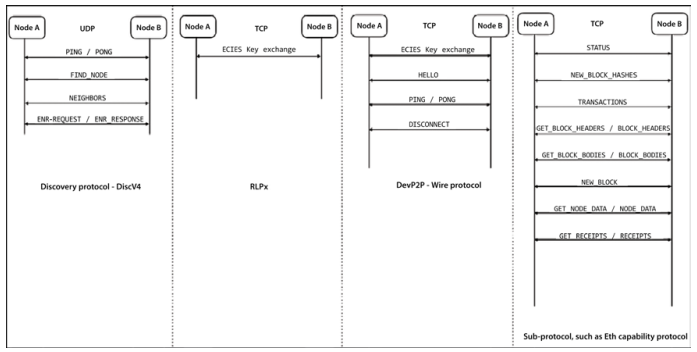 Node A
UDP
Node B
PING / PONG
FIND_NODE
NEIGHBORS
ENR-REQUEST / ENR_RESPONSE
Discovery protocol - DiscV4
Node A
TCP
Node B
ECIES Key exchange
RLPx
Node A
TCP
Node B
ECIES Key exchange
HELLO
PING / PONG
DISCONNECT
DevP2P - Wire protocol
Node A
TCP
Node B
STATUS
NEW_BLOCK_HASHES
TRANSACTIONS
GET_BLOCK_HEADERS / BLOCK_HEADERS
GET_BLOCK_BODIES / BLOCK_BODIES
NEW_BLOCK
GET_NODE_DATA / NODE_DATA
GET_RECEIPTS / RECEIPTS
Sub-protocol, such as Eth capability protocol